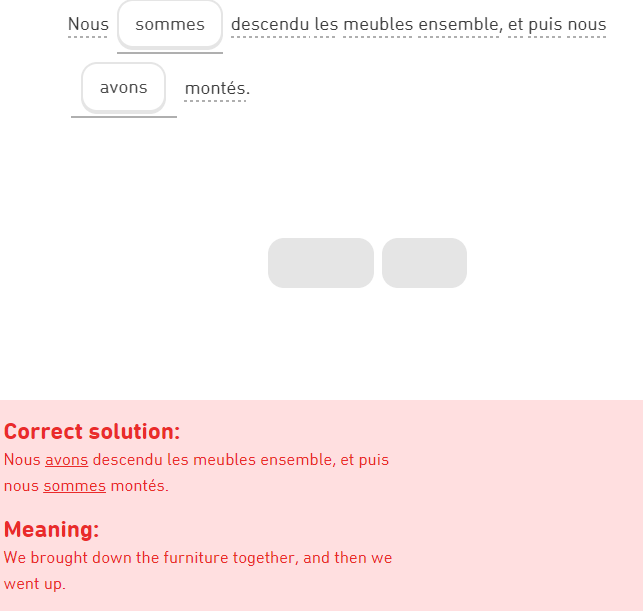 Nous sommes descendu les meubles ensemble, et puis nous
avons montés.
Correct solution:
Nous avons descendu les meubles ensemble, et puis
nous sommes montés.
Meaning:
We brought down the furniture together, and then we
went up.